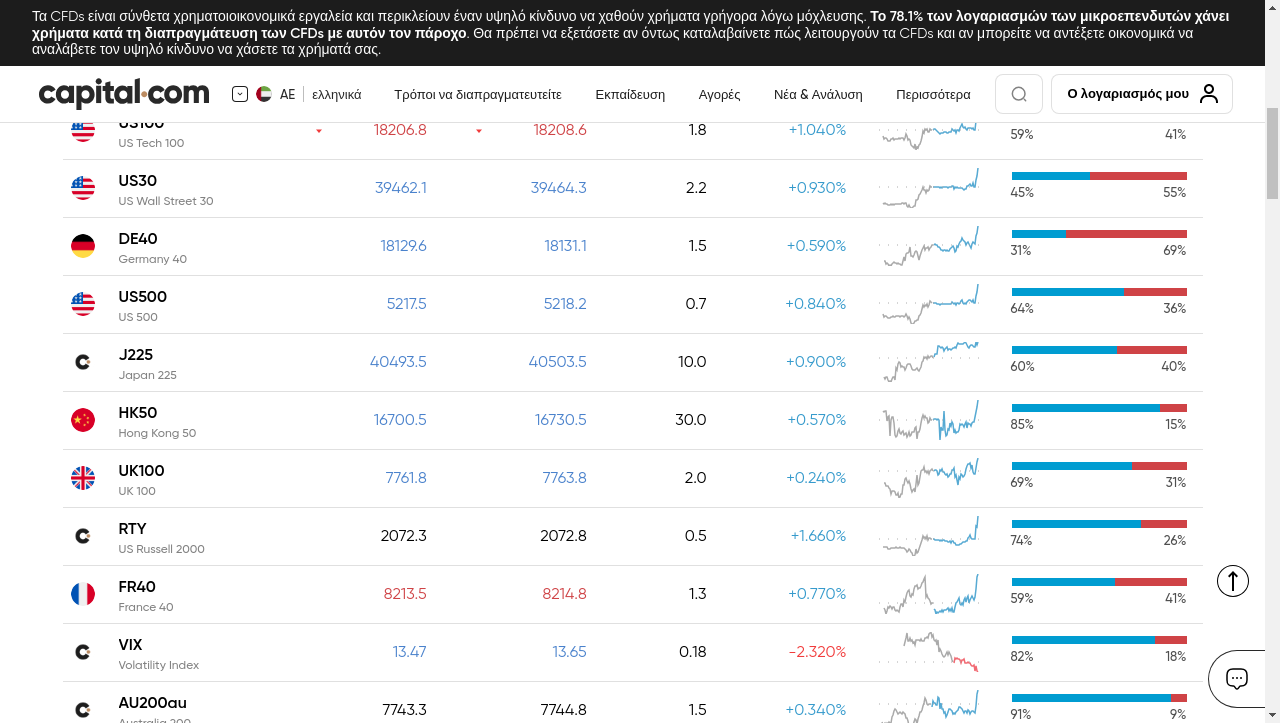 Τα CFDs είναι σύνθετα χρηματοοικονομικά εργαλεία και περικλείουν έναν υψηλό κίνδυνο να χαθούν χρήματα γρήγορα λόγω μόχλευσης. Το 78.1% των λογαριασμών των μικροεπενδυτών χάνει
χρήματα κατά τη διαπραγμάτευση των CFDs με αυτόν τον πάροχο. Θα πρέπει να εξετάσετε αν όντως καταλαβαίνετε πώς λειτουργούν τα CFDs και αν μπορείτε να αντέξετε οικονομικά να
αναλάβετε τον υψηλό κίνδυνο να χάσετε τα χρήματά σας.
capital.com AE ελληνικά Τρόποι να διαπραγματευτείτε Εκπαίδευση Αγορές Νέα & Ανάλυση Περισσότερα Ο λογαριασμός μου
US100 18206.8 18208.6 1.8 +1.040% 59% 41%
US Tech 100
US30 39462.1 39464.3 2.2 +0.930% 45% 55%
US Wall Street 30
DE40 18129.6 18131.1 1.5 +0.590% 31% 69%
Germany 40
US500 5217.5 5218.2 0.7 +0.840% 64% 36%
US 500
J225 40493.5 40503.5 10.0 +0.900% 60% 40%
Japan 225
HK50 16700.5 16730.5 30.0 +0.570% 85% 15%
Hong Kong 50
UK100 7761.8 7763.8 2.0 +0.240% 69% 31%
UK 100
RTY 2072.3 2072.8 0.5 +1.660% 74% 26%
US Russell 2000
FR40 8213.5 8214.8 1.3 +0.770% 59% 41%
France 40
VIX 13.47 13.65 0.18 -2.320% 82% 18%
Volatility Index
AU200au 7743.3 7744.8 1.5 +0.340% 91% 9%
Australia 200